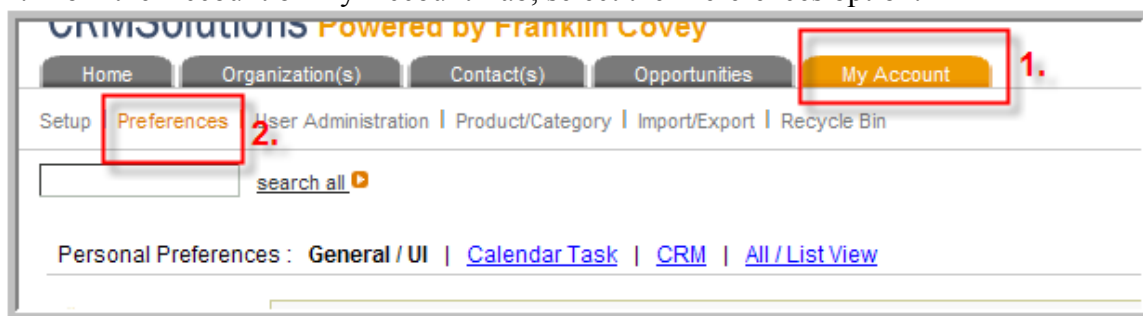 CRMSolutions Powered by Franklin Covey
Home Organization(s) Contact(s) Opportunities My Account 1.
Setup | Preferences | User Administration | Product/Category | Import/Export | Recycle Bin
2.
search all
Personal Preferences : General / UI | Calendar Task | CRM | All / List View